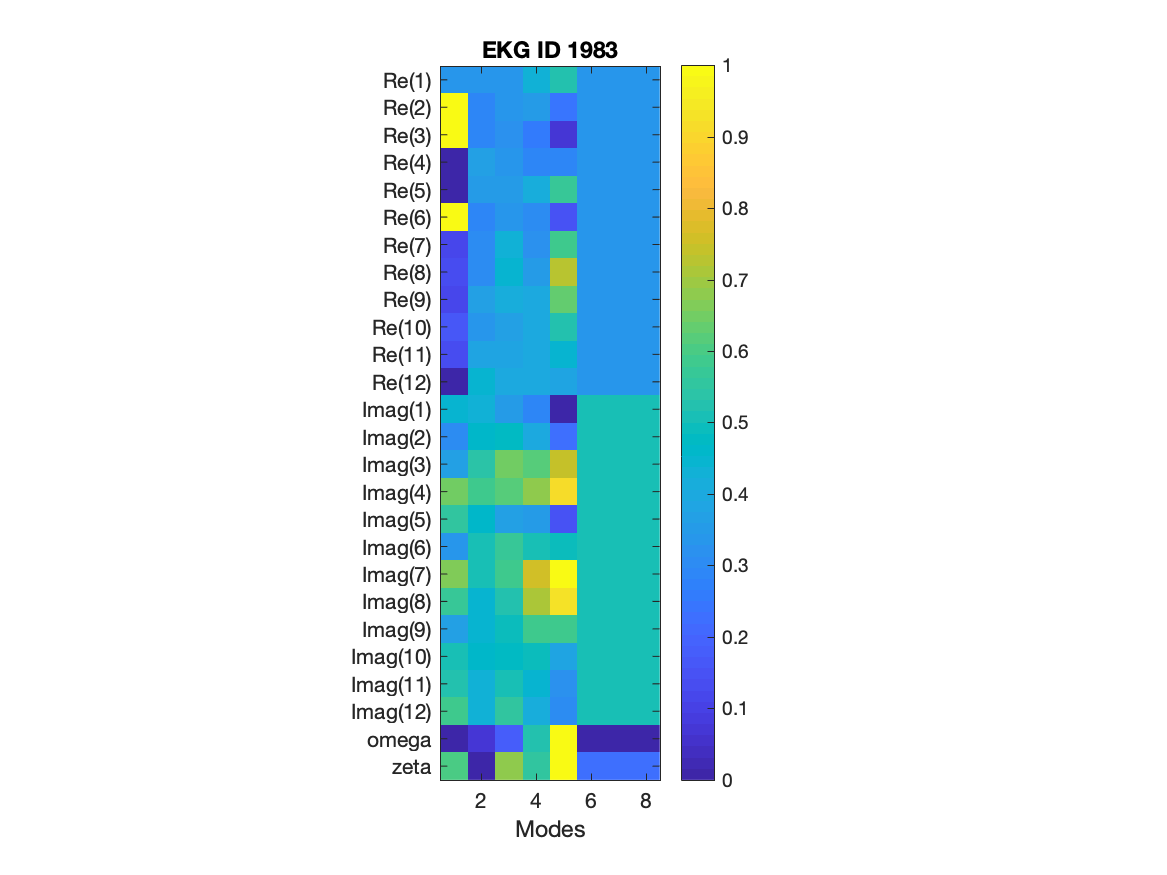 EKG ID 1983
Re(1)
Re(2)
Re(3)
Re(4)
Re(5)
Re(6)
Re(7)
Re(8)
Re(9)
Re(10)
Re(11)
Re(12)
Imag(1)
Imag(2)
Imag(3)
Imag(4)
Imag(5)
Imag(6)
Imag(7)
Imag(8)
Imag(9)
Imag(10)
Imag(11)
Imag(12)
omega
zeta
2 4 6 8
Modes
1
0.9
0.8
0.7
0.6
0.5
0.4
0.3
0.2
0.1
0